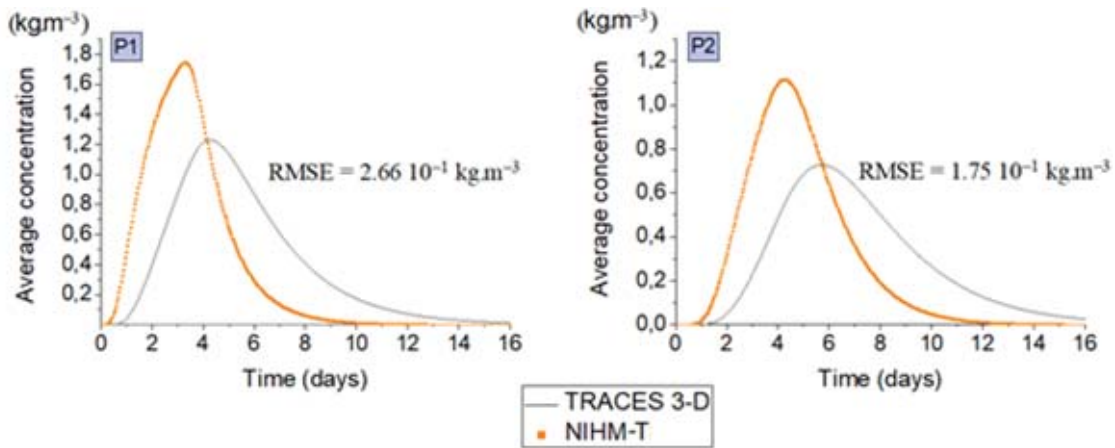 (kg.m⁻³)
P1
Average concentration
1,8
1,6
1,4
1,2
1,0
0,8
0,6
0,4
0,2
RMSE = 2.66 10⁻¹ kg.m⁻³
0 2 4 6 8 10 12 14 16
Time (days)
(kg.m⁻³)
P2
Average concentration
1,2
1,0
0,8
0,6
0,4
0,2
0,0
RMSE = 1.75 10⁻¹ kg.m⁻³
0 2 4 6 8 10 12 14 16
Time (days)
TRACES 3-D
NIHM-T